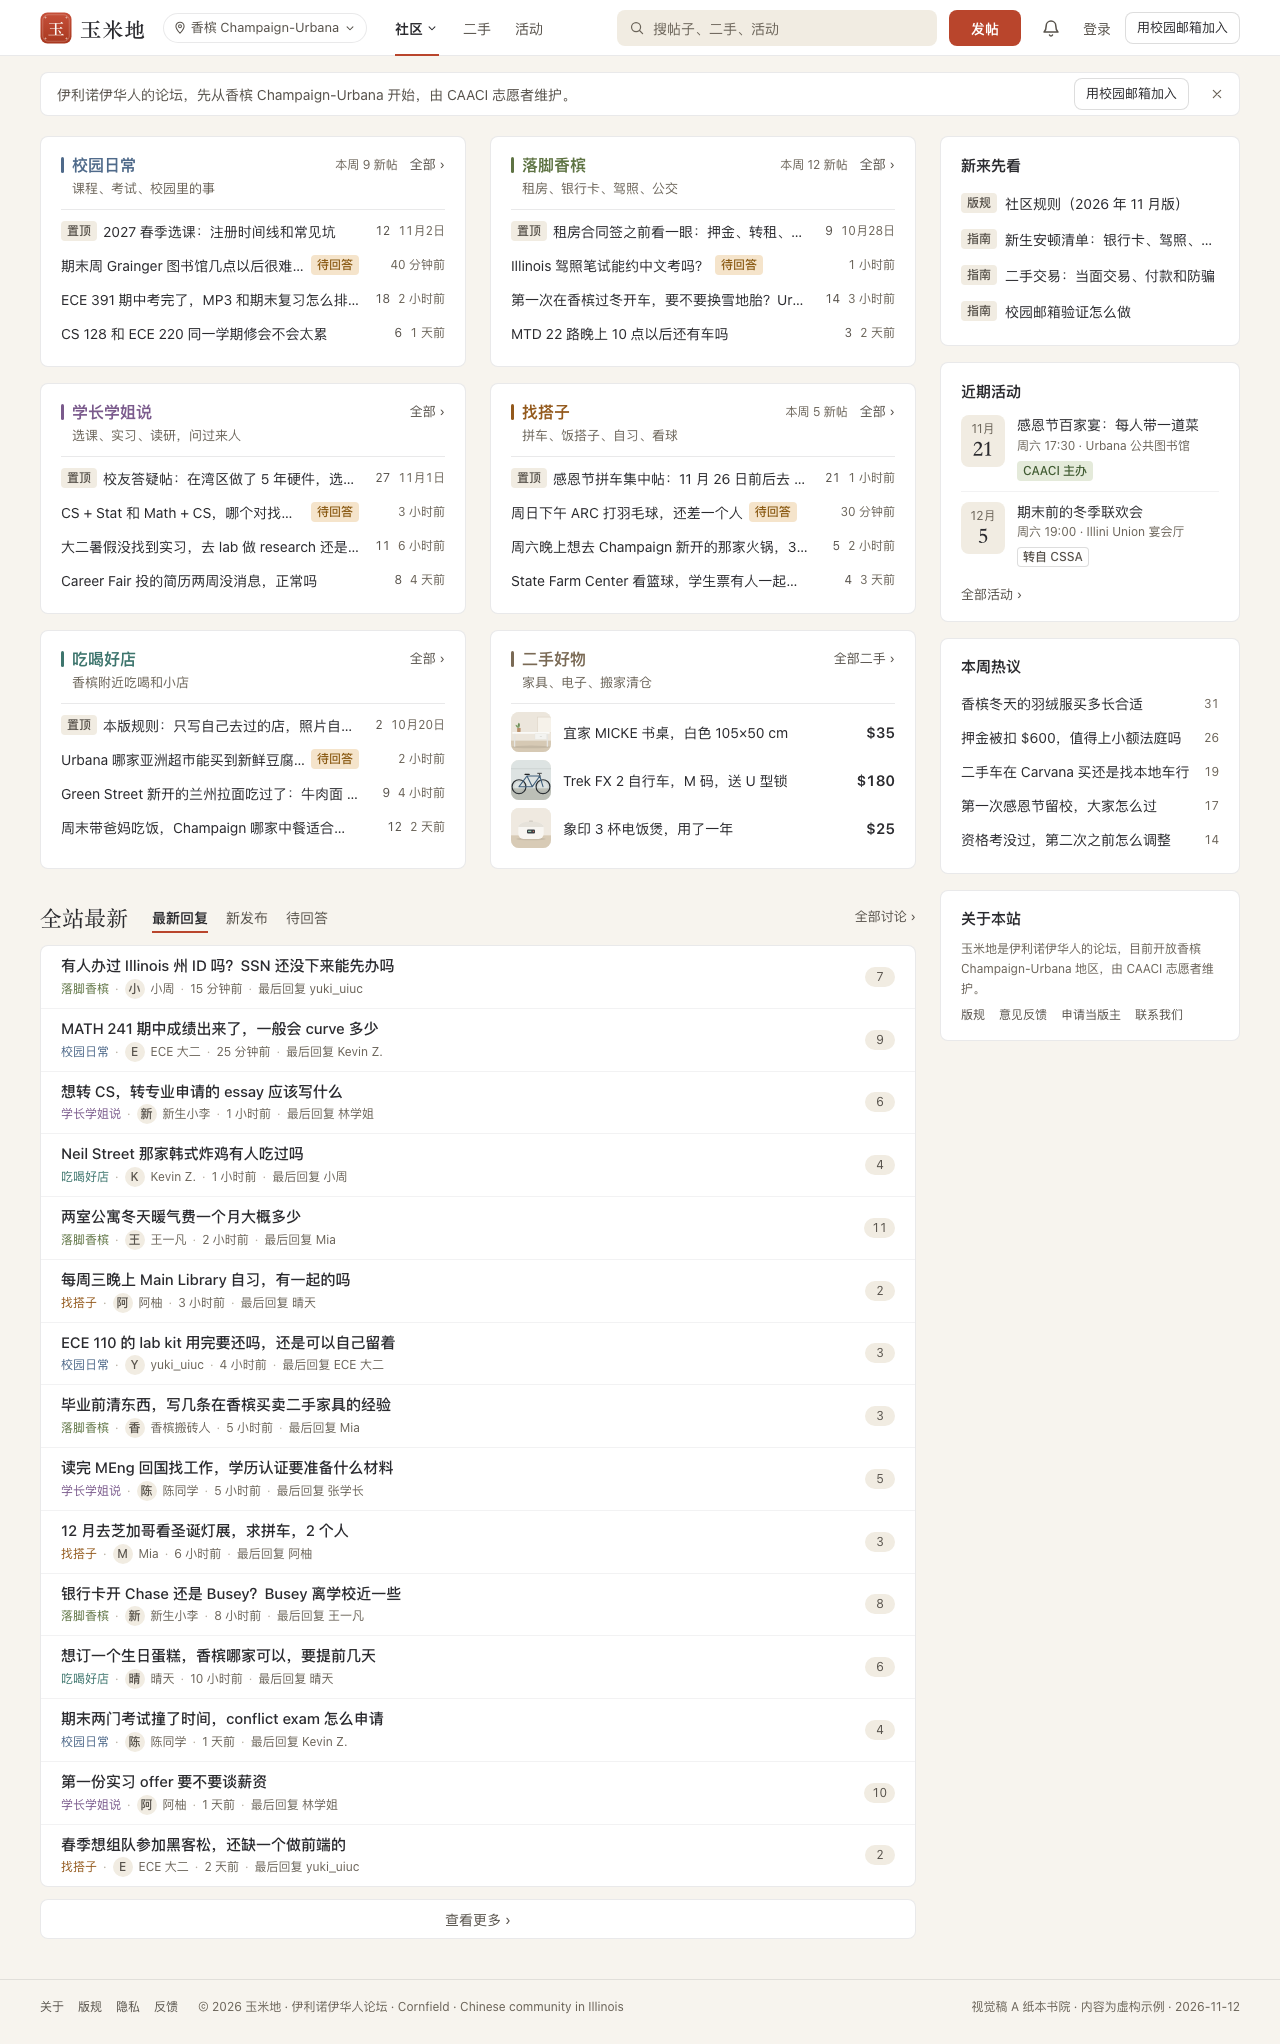 玉 玉米地 香槟 Champaign-Urbana 社区 二手 活动 搜帖子、二手、活动 发帖 登录 用校园邮箱加入
伊利诺伊华人的论坛，先从香槟 Champaign-Urbana 开始，由 CAACI 志愿者维护。 用校园邮箱加入 ×
校园日常 本周 9 新帖 全部 ›
课程、考试、校园里的事
置顶 2027 春季选课：注册时间线和常见坑 12 11月2日
期末周 Grainger 图书馆几点以后很难... 待回答 40 分钟前
ECE 391 期中考完了，MP3 和期末复习怎么排... 18 2 小时前
CS 128 和 ECE 220 同一学期修会不会太累 6 1 天前
落脚香槟 本周 12 新帖 全部 ›
租房、银行卡、驾照、公交
置顶 租房合同签之前看一眼：押金、转租、... 9 10月28日
Illinois 驾照笔试能约中文考吗？ 待回答 1 小时前
第一次在香槟过冬开车，要不要换雪地胎？Ur... 14 3 小时前
MTD 22 路晚上 10 点以后还有车吗 3 2 天前
学长学姐说 全部 ›
选课、实习、读研，问过来人
置顶 校友答疑帖：在湾区做了 5 年硬件，选... 27 11月1日
CS + Stat 和 Math + CS，哪个对找... 待回答 3 小时前
大二暑假没找到实习，去 lab 做 research 还是... 11 6 小时前
Career Fair 投的简历两周没消息，正常吗 8 4 天前
找搭子 本周 5 新帖 全部 ›
拼车、饭搭子、自习、看球
置顶 感恩节拼车集中帖：11 月 26 日前后去 ... 21 1 小时前
周日下午 ARC 打羽毛球，还差一个人 待回答 30 分钟前
周六晚上想去 Champaign 新开的那家火锅，3... 5 2 小时前
State Farm Center 看篮球，学生票有人一起... 4 3 天前
吃喝好店 全部 ›
香槟附近吃喝和小店
置顶 本版规则：只写自己去过的店，照片自... 2 10月20日
Urbana 哪家亚洲超市能买到新鲜豆腐... 待回答 2 小时前
Green Street 新开的兰州拉面吃过了：牛肉面 ... 9 4 小时前
周末带爸妈吃饭，Champaign 哪家中餐适合... 12 2 天前
二手好物 全部二手 ›
家具、电子、搬家清仓
宜家 MICKE 书桌，白色 105×50 cm $35
Trek FX 2 自行车，M 码，送 U 型锁 $180
象印 3 杯电饭煲，用了一年 $25
新来先看
版规 社区规则（2026 年 11 月版）
指南 新生安顿清单：银行卡、驾照、...
指南 二手交易：当面交易、付款和防骗
指南 校园邮箱验证怎么做
近期活动
11月 21 感恩节百家宴：每人带一道菜
周六 17:30 · Urbana 公共图书馆
CAACI 主办
12月 5 期末前的冬季联欢会
周六 19:00 · Illini Union 宴会厅
转自 CSSA
全部活动 ›
本周热议
香槟冬天的羽绒服买多长合适 31
押金被扣 $600，值得上小额法庭吗 26
二手车在 Carvana 买还是找本地车行 19
第一次感恩节留校，大家怎么过 17
资格考没过，第二次之前怎么调整 14
关于本站
玉米地是伊利诺伊华人的论坛，目前开放香槟
Champaign-Urbana 地区，由 CAACI 志愿者维
护。
版规 意见反馈 申请当版主 联系我们
全站最新 最新回复 新发布 待回答 全部讨论 ›
有人办过 Illinois 州 ID 吗？SSN 还没下来能先办吗 7
落脚香槟 · 小 小周 · 15 分钟前 · 最后回复 yuki_uiuc
MATH 241 期中成绩出来了，一般会 curve 多少 9
校园日常 · E ECE 大二 · 25 分钟前 · 最后回复 Kevin Z.
想转 CS，转专业申请的 essay 应该写什么 6
学长学姐说 · 新 新生小李 · 1 小时前 · 最后回复 林学姐
Neil Street 那家韩式炸鸡有人吃过吗 4
吃喝好店 · K Kevin Z. · 1 小时前 · 最后回复 小周
两室公寓冬天暖气费一个月大概多少 11
落脚香槟 · 王 王一凡 · 2 小时前 · 最后回复 Mia
每周三晚上 Main Library 自习，有一起的吗 2
找搭子 · 阿 阿柚 · 3 小时前 · 最后回复 晴天
ECE 110 的 lab kit 用完要还吗，还是可以自己留着 3
校园日常 · Y yuki_uiuc · 4 小时前 · 最后回复 ECE 大二
毕业前清东西，写几条在香槟买卖二手家具的经验 3
落脚香槟 · 香 香槟搬砖人 · 5 小时前 · 最后回复 Mia
读完 MEng 回国找工作，学历认证要准备什么材料 5
学长学姐说 · 陈 陈同学 · 5 小时前 · 最后回复 张学长
12 月去芝加哥看圣诞灯展，求拼车，2 个人 3
找搭子 · M Mia · 6 小时前 · 最后回复 阿柚
银行卡开 Chase 还是 Busey？Busey 离学校近一些 8
落脚香槟 · 新 新生小李 · 8 小时前 · 最后回复 王一凡
想订一个生日蛋糕，香槟哪家可以，要提前几天 6
吃喝好店 · 晴 晴天 · 10 小时前 · 最后回复 晴天
期末两门考试撞了时间，conflict exam 怎么申请 4
校园日常 · 陈 陈同学 · 1 天前 · 最后回复 Kevin Z.
第一份实习 offer 要不要谈薪资 10
学长学姐说 · 阿 阿柚 · 1 天前 · 最后回复 林学姐
春季想组队参加黑客松，还缺一个做前端的 2
找搭子 · E ECE 大二 · 2 天前 · 最后回复 yuki_uiuc
查看更多 ›
关于 版规 隐私 反馈 © 2026 玉米地 · 伊利诺伊华人论坛 · Cornfield · Chinese community in Illinois 视觉稿 A 纸本书院 · 内容为虚构示例 · 2026-11-12